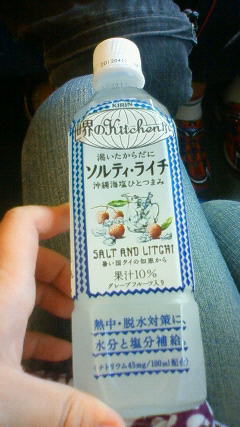 KIRIN
世界のKitchenから
渇いたからだに
ソルティ・ライチ
沖縄海塩ひとつまみ
SALT AND LITCHI
暑い国タイの知恵から
果汁10%
グレープフルーツ入り
熱中・脱水対策に
水分と塩分補給
(ナトリウム45mg/100ml配合)